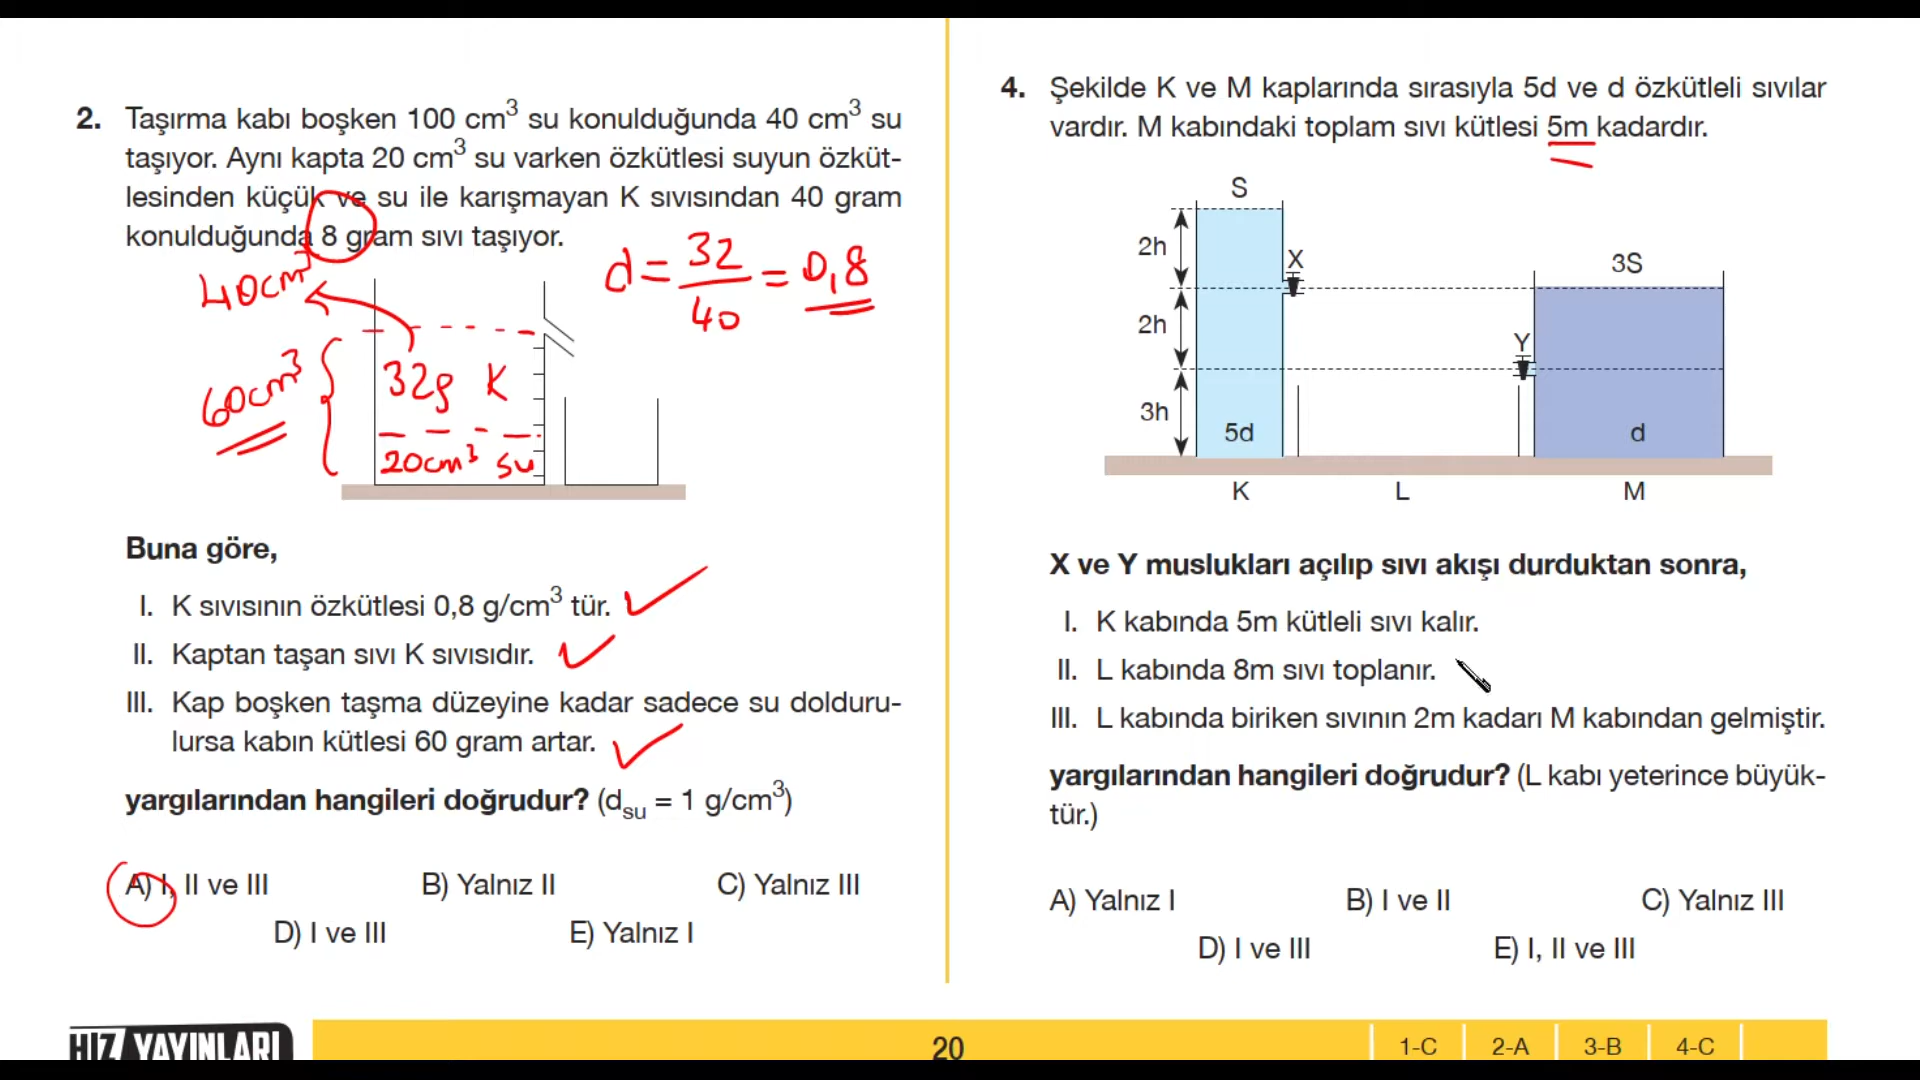 2. Taşırma kabı boşken 100 cm³ su konulduğunda 40 cm³ su
taşıyor. Aynı kapta 20 cm³ su varken özkütlesi suyun özküt-
lesinden küçük ve su ile karışmayan K sıvısından 40 gram
konulduğunda 8 gram sıvı taşıyor.
40cm³
d = 32/40 = 0,8
60cm³
32g K
20cm³ su
Buna göre,
I. K sıvısının özkütlesi 0,8 g/cm³ tür.
II. Kaptan taşan sıvı K sıvısıdır.
III. Kap boşken taşma düzeyine kadar sadece su dolduru-
lursa kabın kütlesi 60 gram artar.
yargılarından hangileri doğrudur? (dsu = 1 g/cm³)
A) I, II ve III B) Yalnız II C) Yalnız III
D) I ve III E) Yalnız I
4. Şekilde K ve M kaplarında sırasıyla 5d ve d özkütleli sıvılar
vardır. M kabındaki toplam sıvı kütlesi 5m kadardır.
S
2h
X
3S
2h
Y
3h
5d
d
K L M
X ve Y muslukları açılıp sıvı akışı durduktan sonra,
I. K kabında 5m kütleli sıvı kalır.
II. L kabında 8m sıvı toplanır.
III. L kabında biriken sıvının 2m kadarı M kabından gelmiştir.
yargılarından hangileri doğrudur? (L kabı yeterince büyük-
tür.)
A) Yalnız I B) I ve II C) Yalnız III
D) I ve III E) I, II ve III
HIZ YAYINLARI
20
1-C 2-A 3-B 4-C